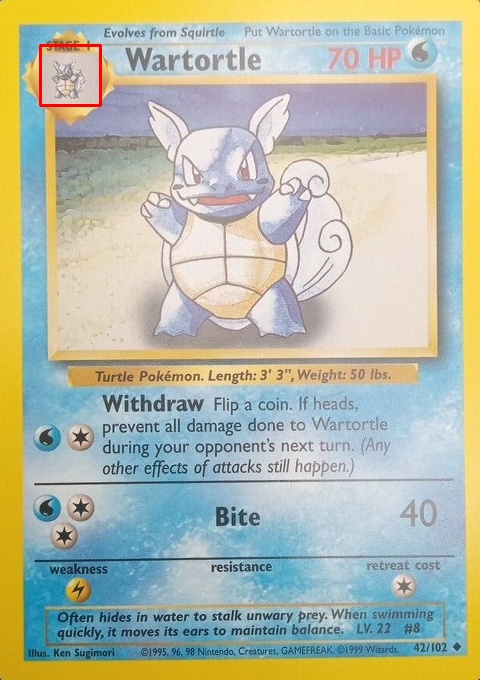 Evolves from Squirtle Put Wartortle on the Basic Pokémon
STAGE 1
Wartortle 70 HP
Turtle Pokémon. Length: 3' 3", Weight: 50 lbs.
Withdraw Flip a coin. If heads,
prevent all damage done to Wartortle
during your opponent's next turn. (Any
other effects of attacks still happen.)
Bite 40
weakness resistance retreat cost
Often hides in water to stalk unwary prey. When swimming
quickly, it moves its ears to maintain balance. LV. 22 #8
Illus. Ken Sugimori ©1995, 96, 98 Nintendo, Creatures, GAMEFREAK. ©1999 Wizards. 42/102